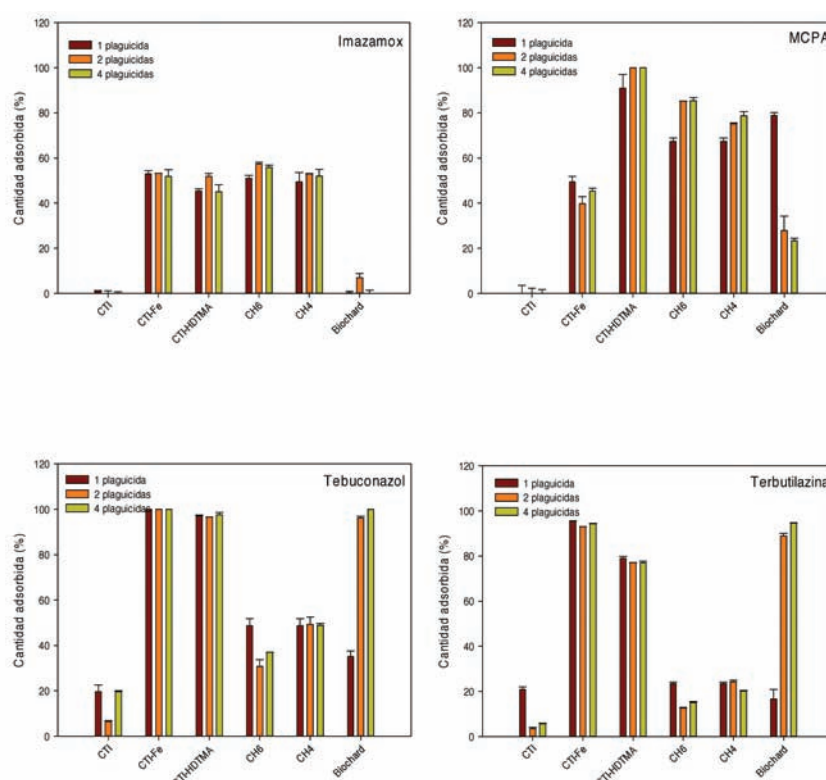 Imazamox
1 plaguicida
2 plaguicidas
4 plaguicidas
Cantidad adsorbida (%)
120
100
80
60
40
20
0
CTI
CTI-Fe
CTI-HDTMA
CH6
CH4
Biochard
MCPA
1 plaguicida
2 plaguicidas
4 plaguicidas
Cantidad adsorbida (%)
120
100
80
60
40
20
0
CTI
CTI-Fe
CTI-HDTMA
CH6
CH4
Biochard
Tebuconazol
1 plaguicida
2 plaguicidas
4 plaguicidas
Cantidad adsorbida (%)
120
100
80
60
40
20
0
CTI
CTI-Fe
CTI-HDTMA
CH6
CH4
Biochard
Terbutilazina
1 plaguicida
2 plaguicidas
4 plaguicidas
Cantidad adsorbida (%)
120
100
80
60
40
20
0
CTI
CTI-Fe
CTI-HDTMA
CH6
CH4
Biochard